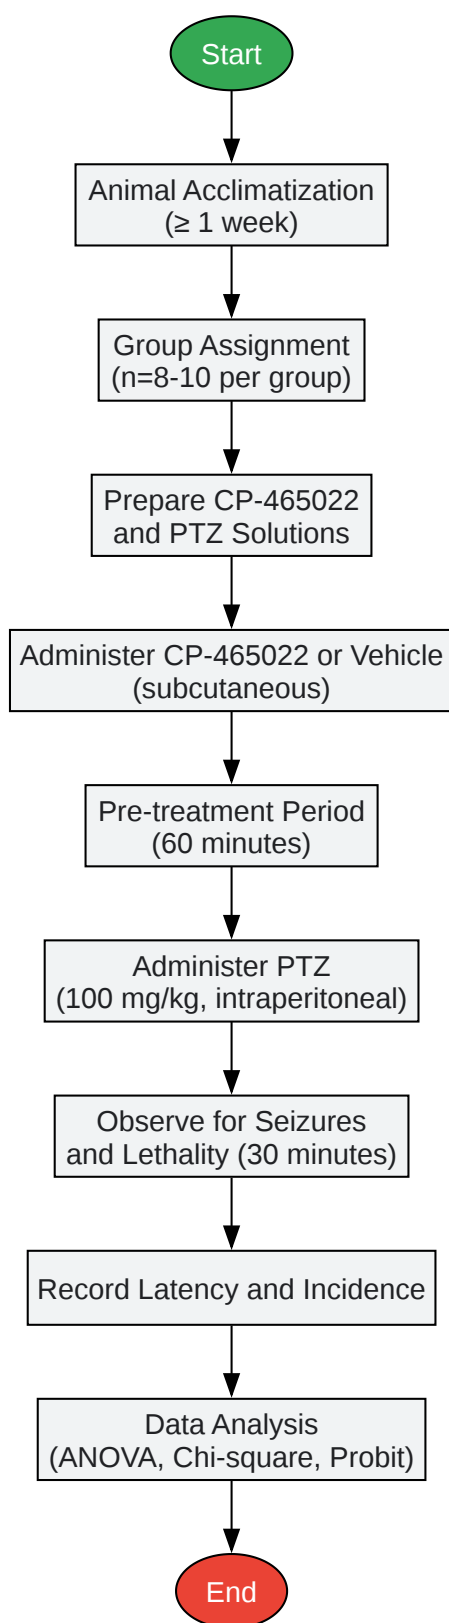 Start
Animal Acclimatization
(≥ 1 week)
Group Assignment
(n=8-10 per group)
Prepare CP-465022
and PTZ Solutions
Administer CP-465022 or Vehicle
(subcutaneous)
Pre-treatment Period
(60 minutes)
Administer PTZ
(100 mg/kg, intraperitoneal)
Observe for Seizures
and Lethality (30 minutes)
Record Latency and Incidence
Data Analysis
(ANOVA, Chi-square, Probit)
End